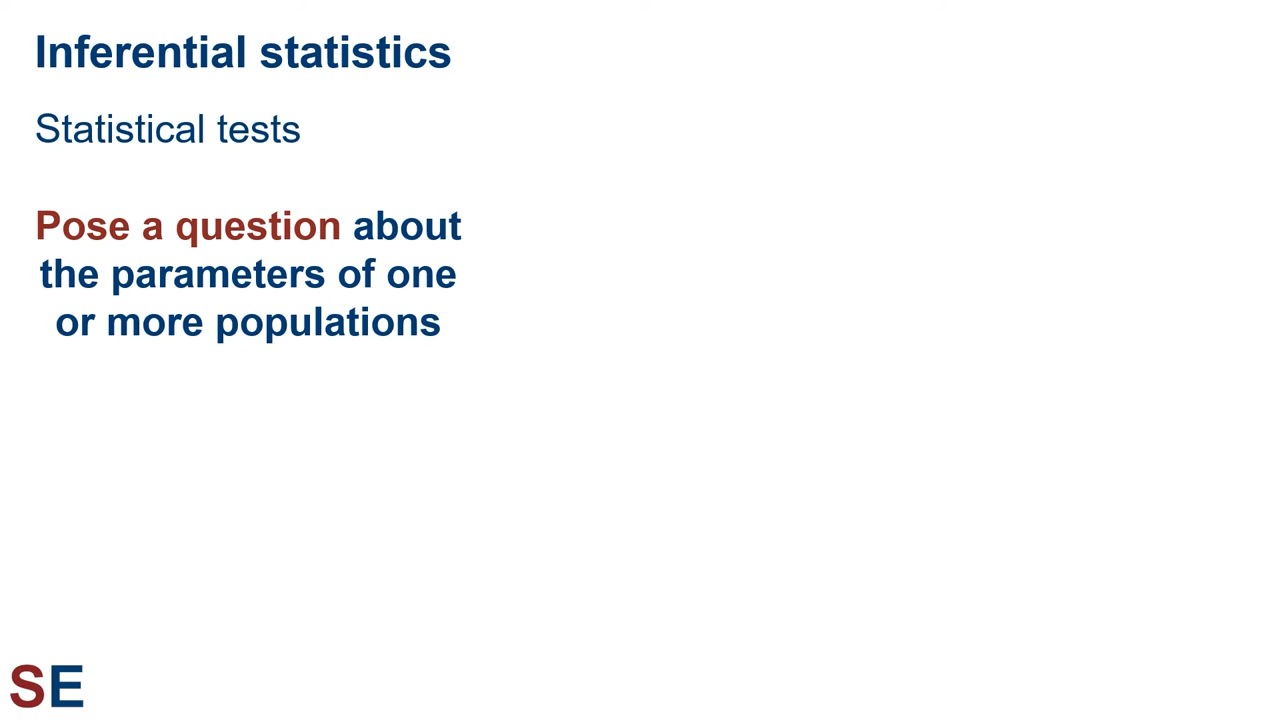 Inferential statistics
Statistical tests
Pose a question about
the parameters of one
or more populations
SE